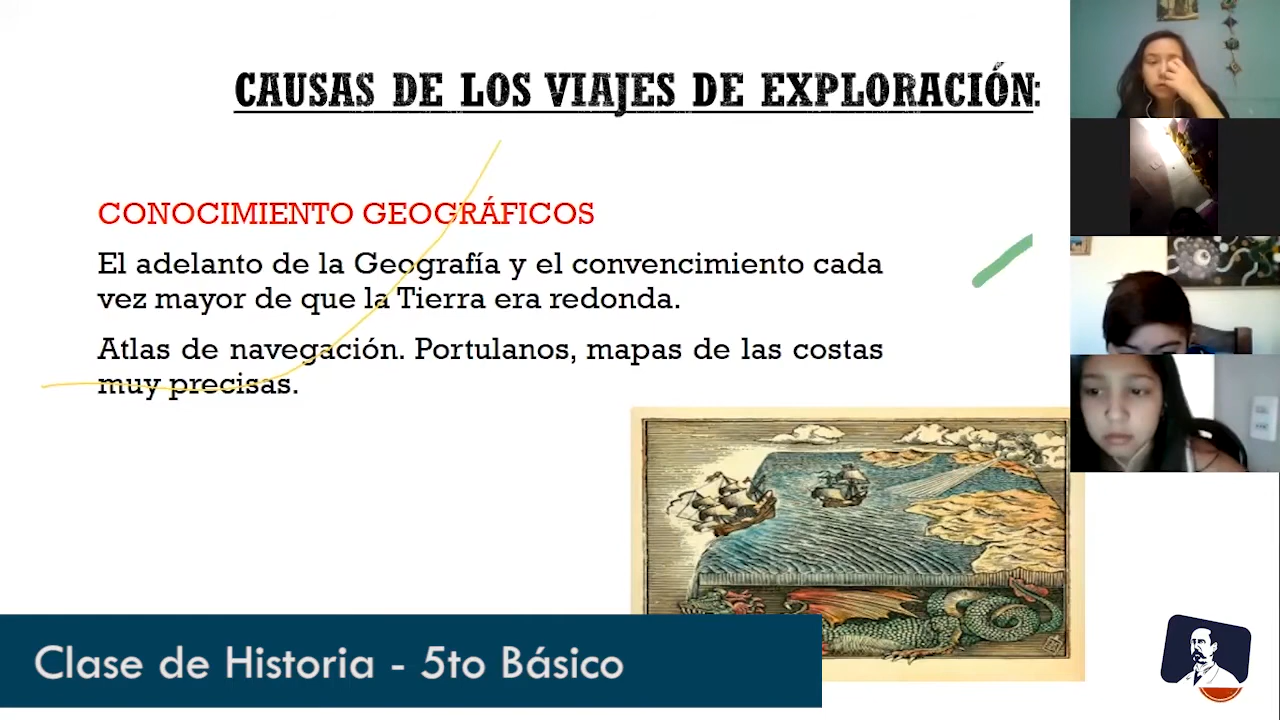 CAUSAS DE LOS VIAJES DE EXPLORACIÓN:
CONOCIMIENTO GEOGRÁFICOS
El adelanto de la Geografía y el convencimiento cada
vez mayor de que la Tierra era redonda.
Atlas de navegación. Portulanos, mapas de las costas
muy precisas.
Clase de Historia - 5to Básico